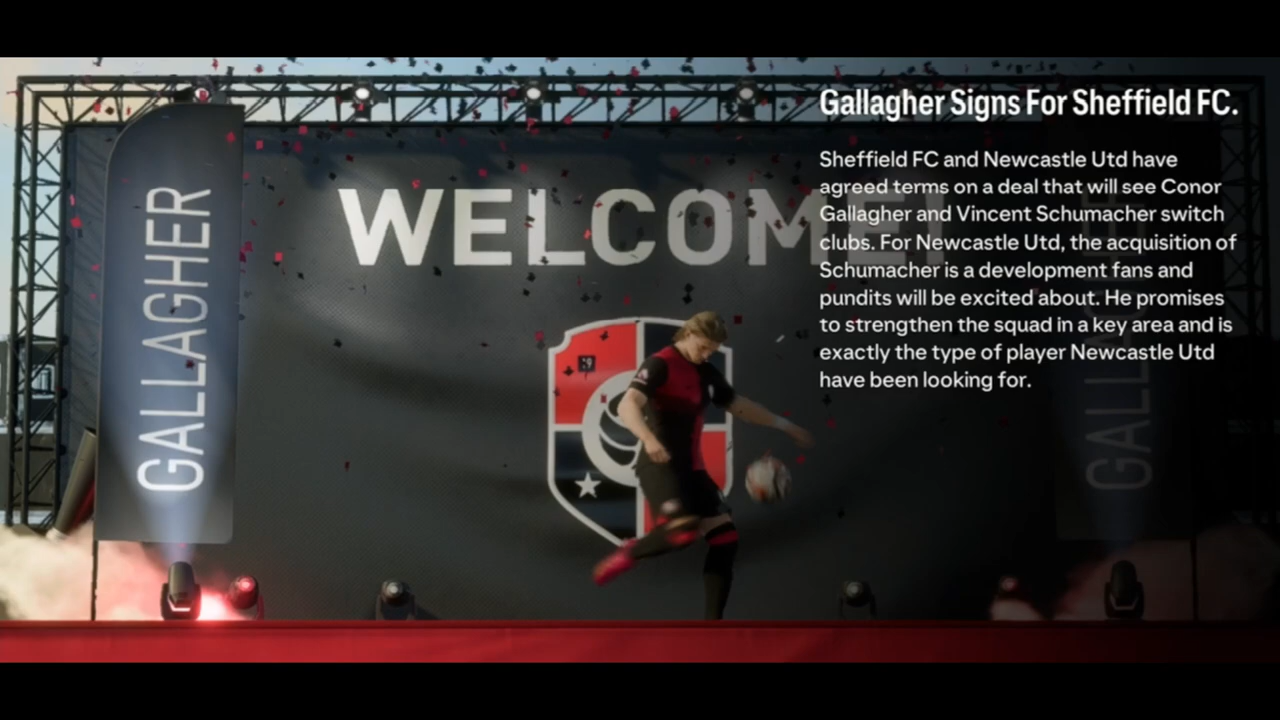 Gallagher Signs For Sheffield FC.
Sheffield FC and Newcastle Utd have
agreed terms on a deal that will see Conor
Gallagher and Vincent Schumacher switch
clubs. For Newcastle Utd, the acquisition of
Schumacher is a development fans and
pundits will be excited about. He promises
to strengthen the squad in a key area and is
exactly the type of player Newcastle Utd
have been looking for.
WELCOME!
GALLAGHER
GALLAGHER